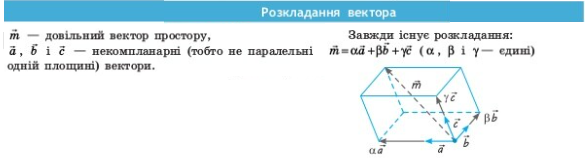 Розкладання вектора
m⃗ — довільний вектор простору,
a⃗, b⃗ і c⃗ — некомпланарні (тобто не паралельні
одній площині) вектори.
Завжди існує розкладання:
m⃗ = αa⃗ + βb⃗ + γc⃗ (α, β і γ — єдині)
m⃗
γc⃗
c⃗
βb⃗
αa⃗
a⃗
b⃗